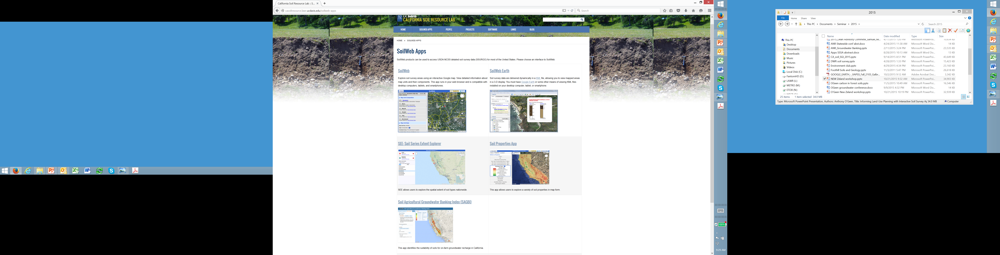 California Soil Resource Lab :: S...
casoilresource.lawr.ucdavis.edu/soilweb-apps
Search
UC DAVIS
CALIFORNIA SOIL RESOURCE LAB
HOME SOILWEB APPS PEOPLE PROJECTS SOFTWARE LINKS BLOG
HOME » SOILWEB APPS
SoilWeb Apps
SoilWeb products can be used to access USDA-NCSS detailed soil survey data (SSURGO) for most of the United States. Please choose an interface to SoilWeb:
SoilWeb
Explore soil survey areas using an interactive Google map. View detailed information about
map units and their components. This app runs in your web browser and is compatible with
desktop computers, tablets, and smartphones.
SoilWeb Earth
Soil survey data are delivered dynamically in a KML file, allowing you to view mapped areas
in a 3-D display. You must have Google Earth or some other means of viewing KML files
installed on your desktop computer, tablet, or smartphone.
SEE: Soil Series Extent Explorer
SEE allows users to explore the spatial extent of soil types nationwide.
Soil Properties App
This app allows users to explore a variety of soil properties in map form.
Soil Agricultural Groundwater Banking Index (SAGBI)
This app identifies the suitability of soils for on-farm groundwater recharge in California.
100%
9:29 AM
2015
File Home Share View
This PC Documents Seminar 2015
Search 2015
This PC
Desktop
Documents
Downloads
Music
Pictures
Videos
Local Disk (C:)
FantomHD (D:)
LAWR (L:)
METRO (M:)
ETOX (N:)
Name Date modified Type Size
2015_Dean Advisory Committe_Samuel_ne... 4/17/2015 1:20 PM Microsoft PowerPoi... 10,634 KB
ANR Statewide conf abst.docx 4/24/2015 11:38 AM Microsoft Word Do... 14 KB
ANR_Groundwater Banking.pptx 2/11/2015 3:24 PM Microsoft PowerPoi... 23,535 KB
Apps SSSA abstract.docx 8/28/2015 10:13 AM Microsoft Word Do... 13 KB
CA_soil_SGI_2015.pptx 9/14/2015 8:51 PM Microsoft PowerPoi... 43,649 KB
DWR soil survey.pptx 4/28/2015 1:33 PM Microsoft PowerPoi... 15,423 KB
Environment club.pptx 4/29/2015 4:34 PM Microsoft PowerPoi... 23,160 KB
Foothill Soils and Geology.pptx 11/3/2011 5:47 PM Microsoft PowerPoi... 26,618 KB
GOOGLE_EARTH_-_VAPSS_Fall_2103_Galbr... 10/2/2015 9:12 AM Adobe Acrobat Doc... 3,342 KB
NEW Zeland workshop.pptx 10/21/2015 9:32 AM Microsoft PowerPoi... 34,903 KB
OGeen carbon in forest soils.pptx 11/5/2015 10:49 AM Microsoft PowerPoi... 16,546 KB
OGeen groundwater conference.docx 9/9/2015 4:32 PM Microsoft Word Do... 14 KB
O'Geen New Zeland workshop.pptx 10/21/2015 10:19 PM Microsoft PowerPoi... 32,939 KB
25 items 1 item selected 34.0 MB
Type: Microsoft PowerPoint Presentation, Authors: Anthony O'Geen, Title: Informing Land-Use Planning with Interactive Soil Survey Ap 34.0 MB Computer